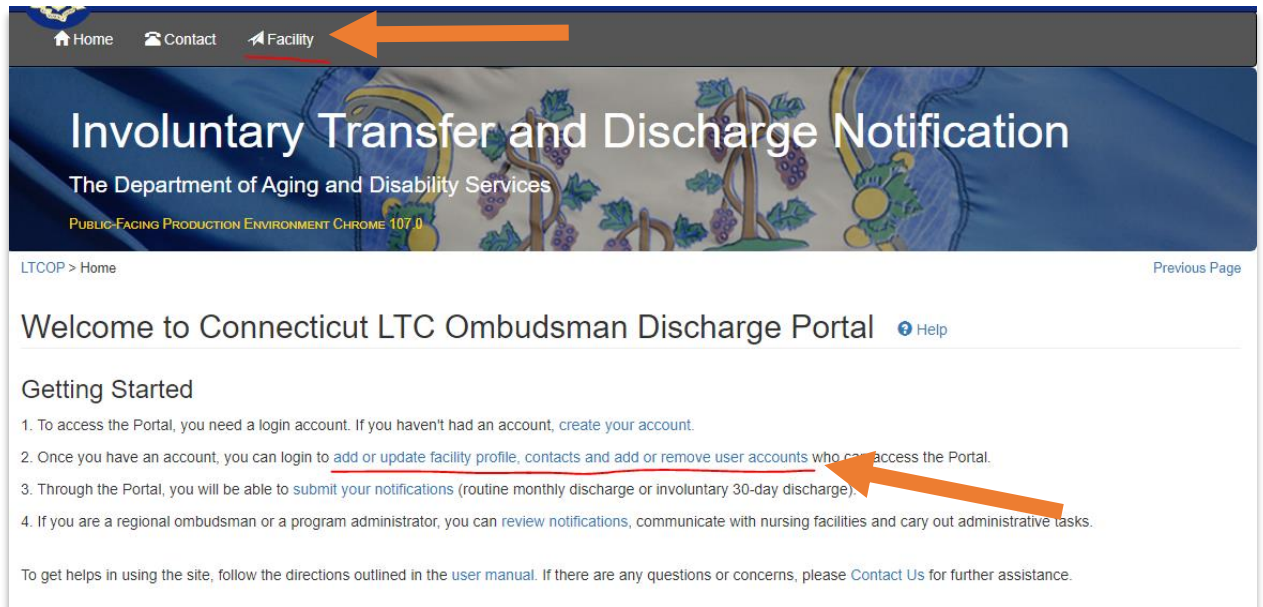 Home Contact Facility
Involuntary Transfer and Discharge Notification
The Department of Aging and Disability Services
PUBLIC-FACING PRODUCTION ENVIRONMENT CHROME 107.0
LTCOP > Home Previous Page
Welcome to Connecticut LTC Ombudsman Discharge Portal Help
Getting Started
1. To access the Portal, you need a login account. If you haven't had an account, create your account.
2. Once you have an account, you can login to add or update facility profile, contacts and add or remove user accounts who can access the Portal.
3. Through the Portal, you will be able to submit your notifications (routine monthly discharge or involuntary 30-day discharge).
4. If you are a regional ombudsman or a program administrator, you can review notifications, communicate with nursing facilities and cary out administrative tasks.
To get helps in using the site, follow the directions outlined in the user manual. If there are any questions or concerns, please Contact Us for further assistance.